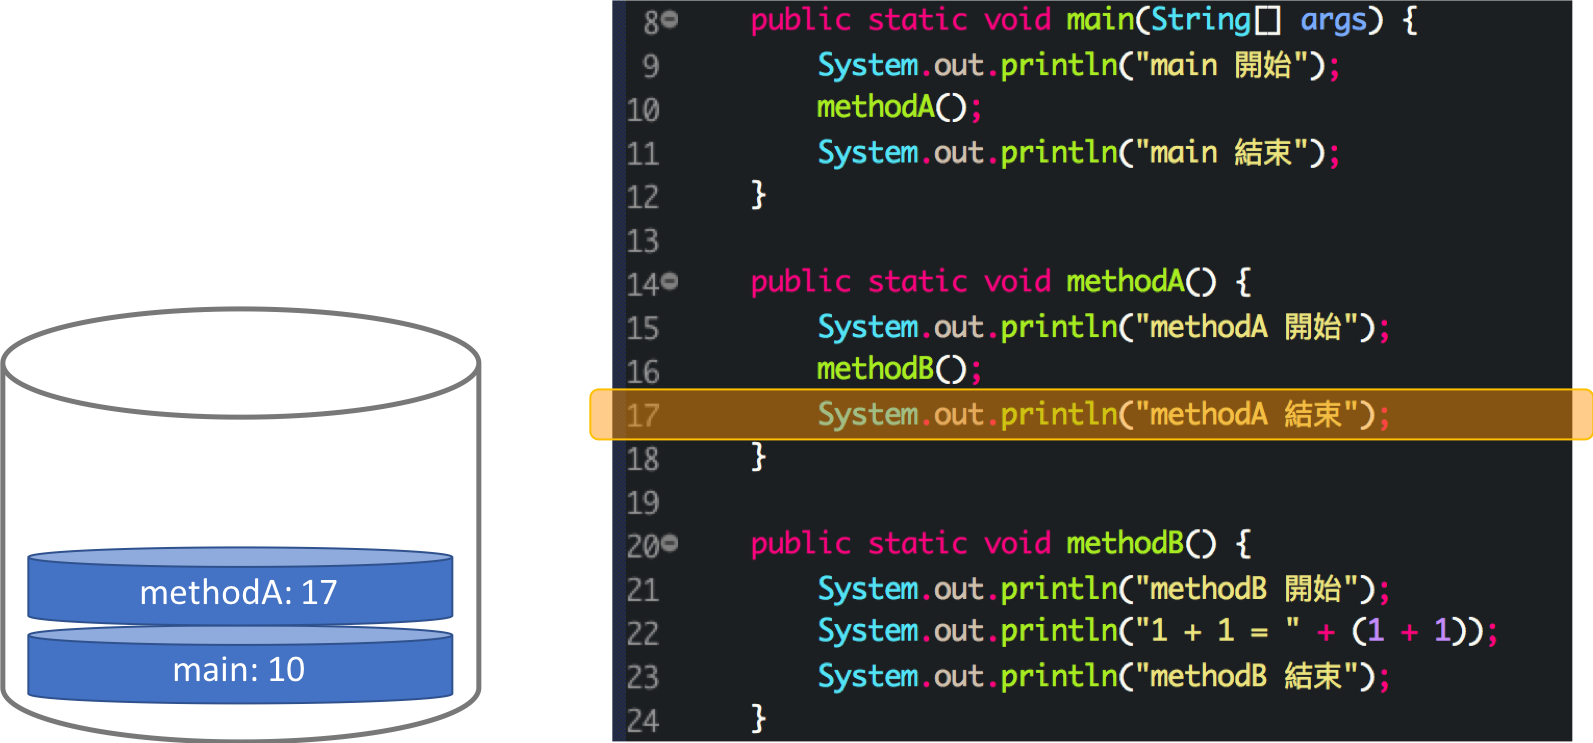 methodA: 17
main: 10
8 public static void main(String[] args) {
9 System.out.println("main 開始");
10 methodA();
11 System.out.println("main 結束");
12 }
13
14 public static void methodA() {
15 System.out.println("methodA 開始");
16 methodB();
17 System.out.println("methodA 結束");
18 }
19
20 public static void methodB() {
21 System.out.println("methodB 開始");
22 System.out.println("1 + 1 = " + (1 + 1));
23 System.out.println("methodB 結束");
24 }